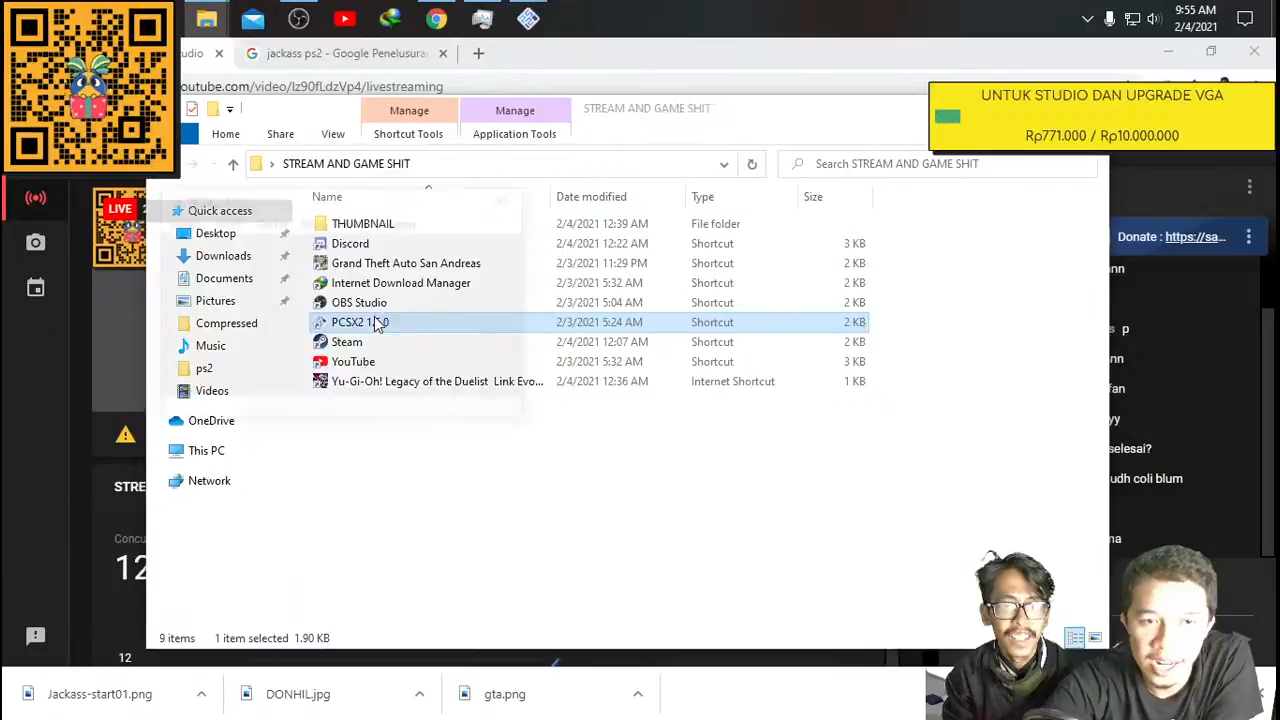 9:55 AM
2/4/2021
udio
jackass ps2 - Google Penelusura
outube.com/video/Iz90fLdzVp4/livestreaming
Manage
Manage
STREAM AND GAME SHIT
Home
Share
View
Shortcut Tools
Application Tools
UNTUK STUDIO DAN UPGRADE VGA
Rp771.000 / Rp10.000.000
STREAM AND GAME SHIT
Search STREAM AND GAME SHIT
Name
Date modified
Type
Size
LIVE
Quick access
Desktop
Downloads
Documents
Pictures
Compressed
Music
ps2
Videos
OneDrive
This PC
Network
THUMBNAIL 2/4/2021 12:39 AM File folder
Discord 2/4/2021 12:22 AM Shortcut 3 KB
Grand Theft Auto San Andreas 2/3/2021 11:29 PM Shortcut 2 KB
Internet Download Manager 2/3/2021 5:32 AM Shortcut 2 KB
OBS Studio 2/3/2021 5:04 AM Shortcut 2 KB
PCSX2 2/3/2021 5:24 AM Shortcut 2 KB
Steam 2/4/2021 12:07 AM Shortcut 2 KB
YouTube 2/3/2021 5:32 AM Shortcut 3 KB
Yu-Gi-Oh! Legacy of the Duelist Link Evo... 2/4/2021 12:36 AM Internet Shortcut 1 KB
Donate : https://sa...
nn
p
nn
fan
yy
selesai?
udh coli blum
na
STRE
Concu
12
12
9 items
1 item selected 1.90 KB
Jackass-start01.png
DONHIL.jpg
gta.png